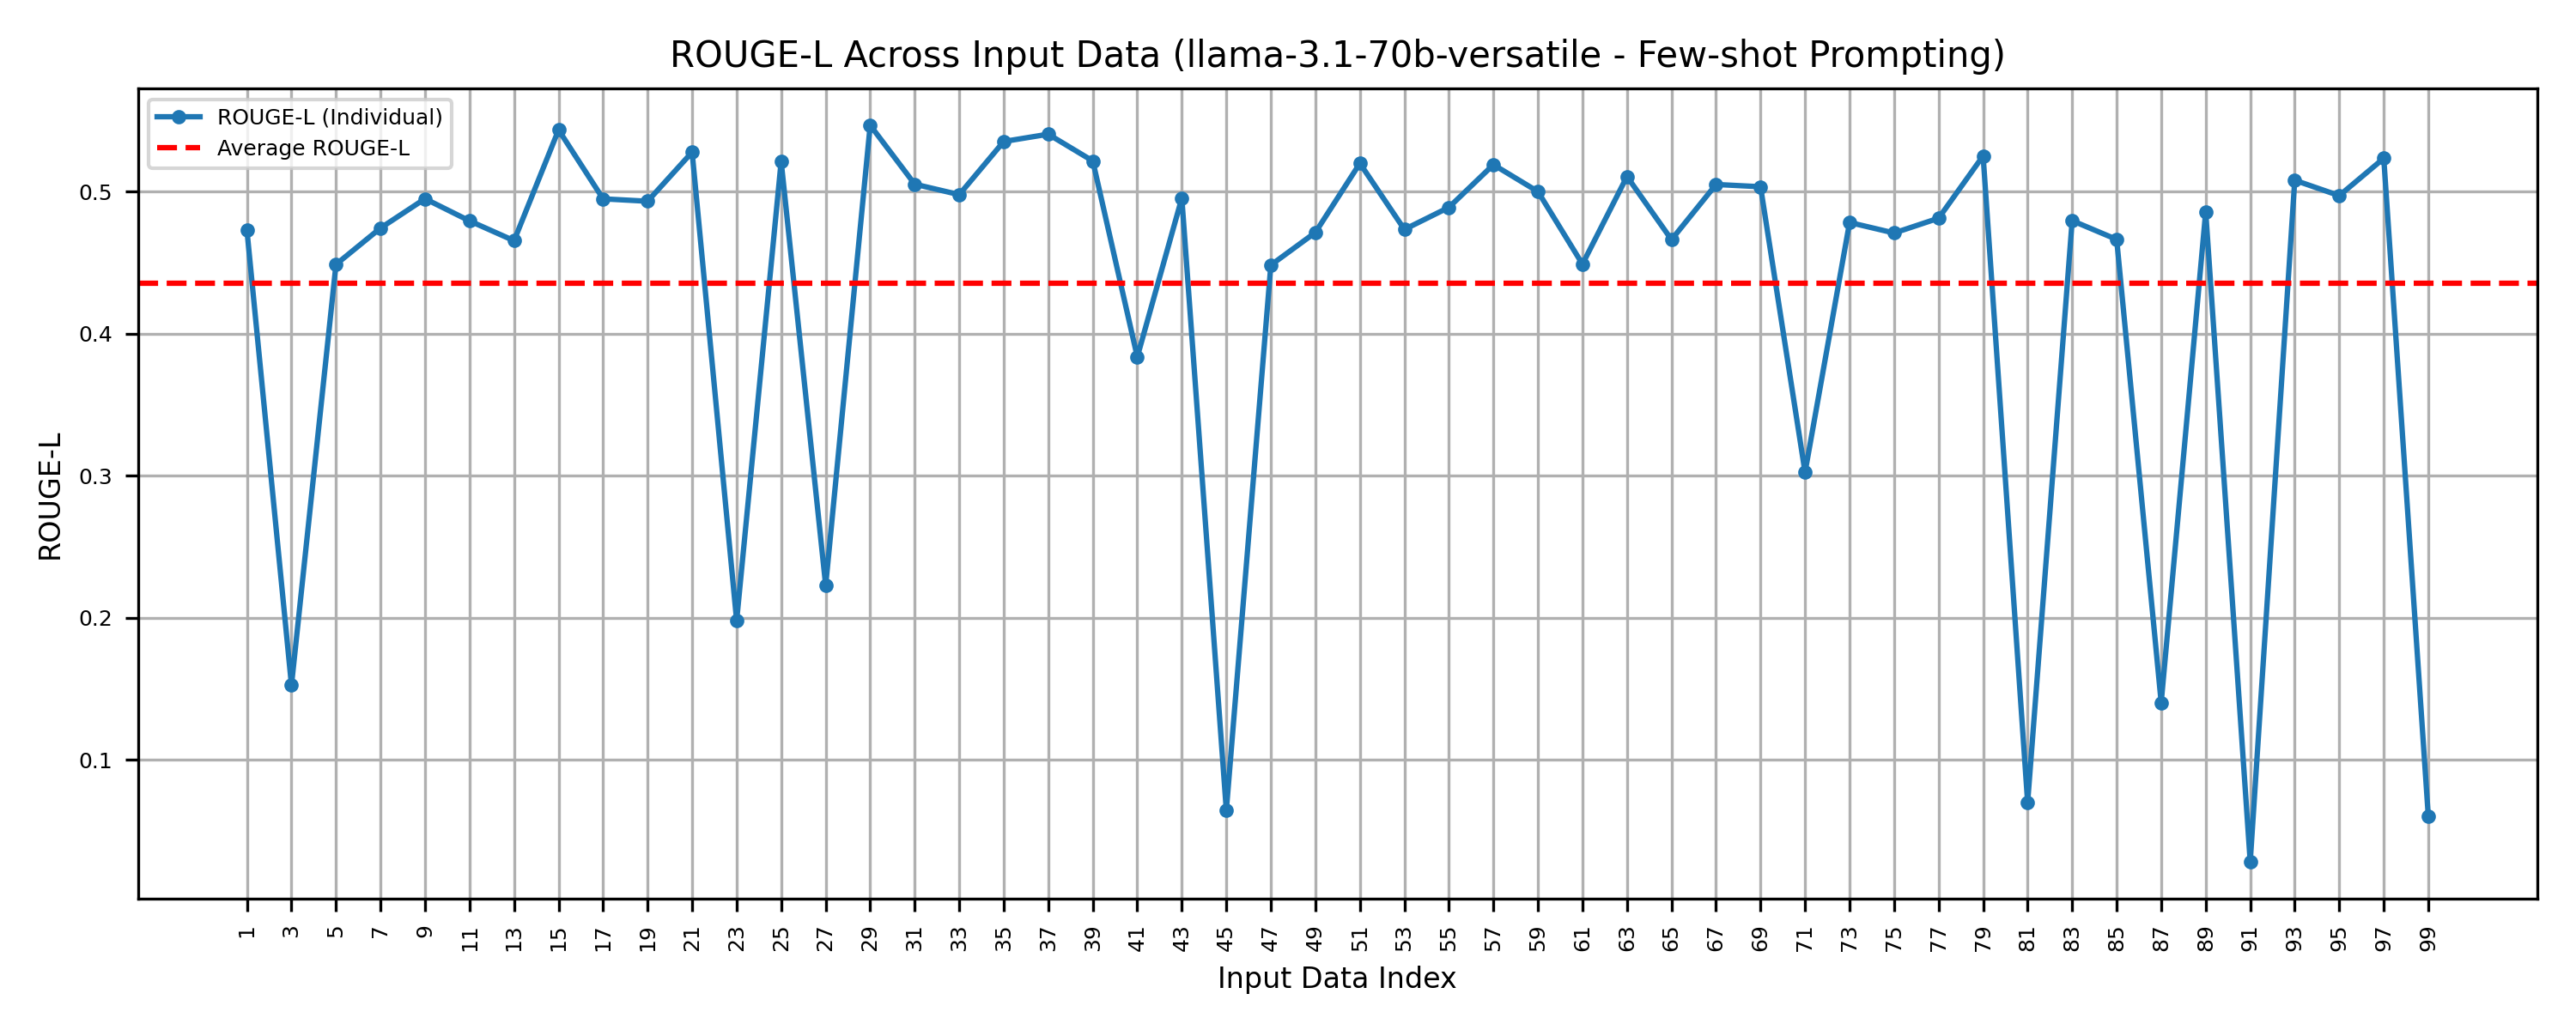 ROUGE-L Across Input Data (llama-3.1-70b-versatile - Few-shot Prompting)
ROUGE-L (Individual)
Average ROUGE-L
ROUGE-L
0.5
0.4
0.3
0.2
0.1
1 3 5 7 9 11 13 15 17 19 21 23 25 27 29 31 33 35 37 39 41 43 45 47 49 51 53 55 57 59 61 63 65 67 69 71 73 75 77 79 81 83 85 87 89 91 93 95 97 99
Input Data Index